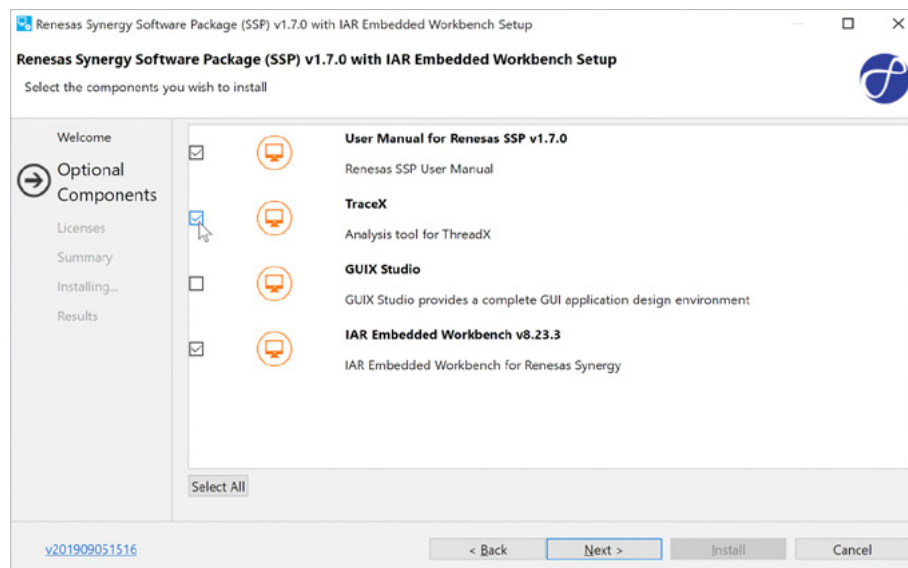 Renesas Synergy Software Package (SSP) v1.7.0 with IAR Embedded Workbench Setup
Renesas Synergy Software Package (SSP) v1.7.0 with IAR Embedded Workbench Setup
Select the components you wish to install
Welcome
Optional
Components
Licenses
Summary
Installing...
Results
User Manual for Renesas SSP v1.7.0
Renesas SSP User Manual
TraceX
Analysis tool for ThreadX
GUIX Studio
GUIX Studio provides a complete GUI application design environment
IAR Embedded Workbench v8.23.3
IAR Embedded Workbench for Renesas Synergy
Select All
v201909051516
< Back
Next >
Install
Cancel